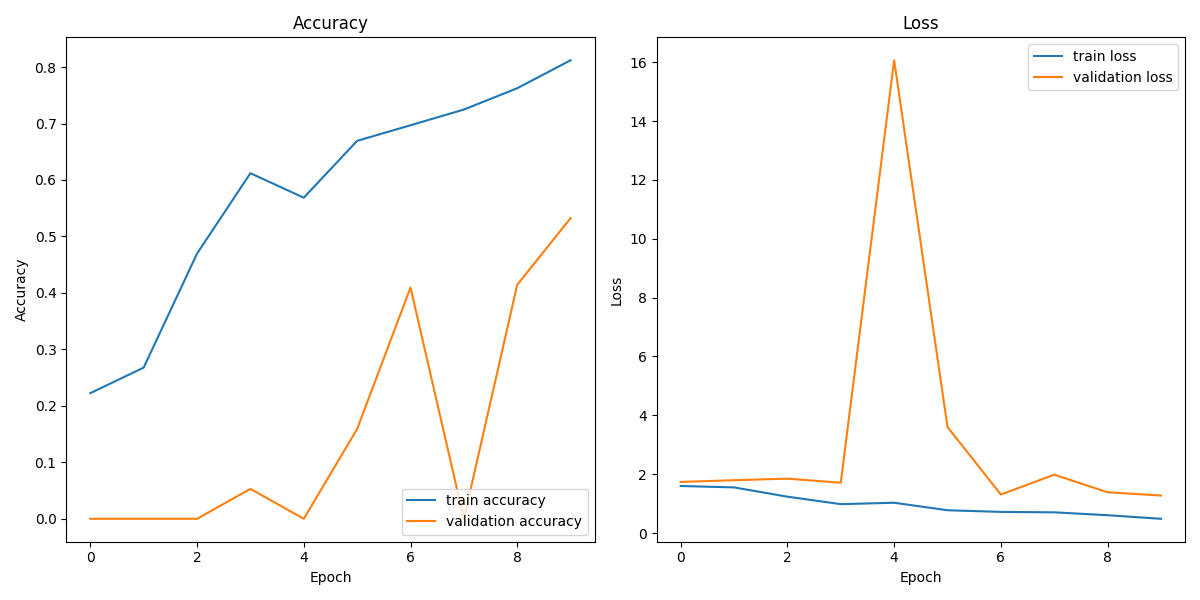 Accuracy
Accuracy
0.8
0.7
0.6
0.5
0.4
0.3
0.2
0.1
0.0
train accuracy
validation accuracy
0 2 4 6 8
Epoch
Loss
Loss
16
14
12
10
8
6
4
2
0
train loss
validation loss
0 2 4 6 8
Epoch